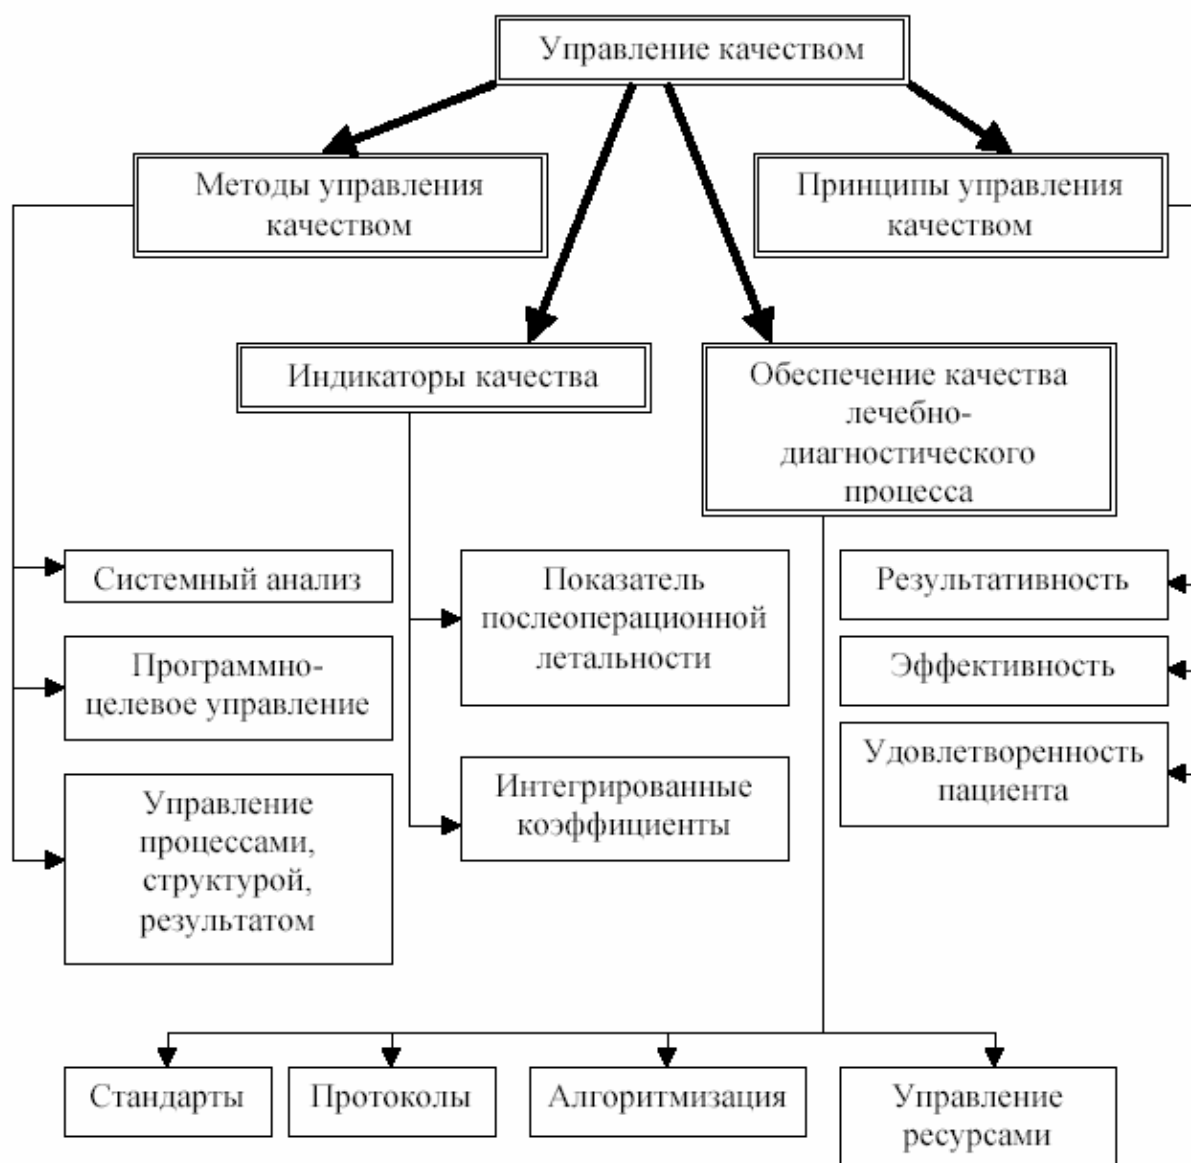 Управление качеством
Методы управления
качеством
Принципы управления
качеством
Индикаторы качества
Обеспечение качества
лечебно-
диагностического
процесса
Системный анализ
Программно-
целевое управление
Управление
процессами,
структурой,
результатом
Показатель
послеоперационной
летальности
Интегрированные
коэффициенты
Результативность
Эффективность
Удовлетворенность
пациента
Стандарты
Протоколы
Алгоритмизация
Управление
ресурсами